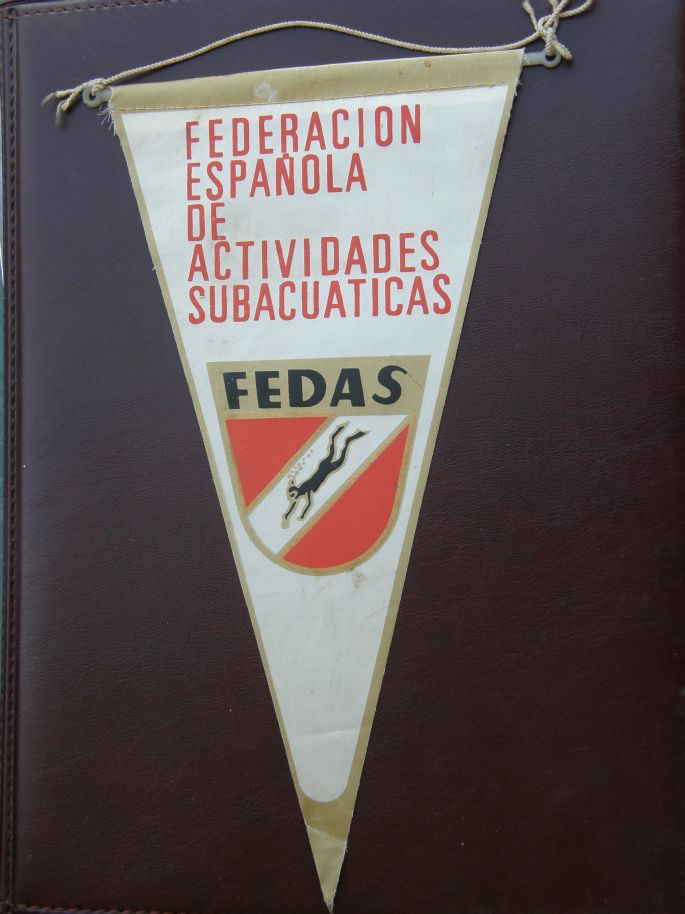 FEDERACION
ESPAÑOLA
DE
ACTIVIDADES
SUBACUATICAS
FEDAS